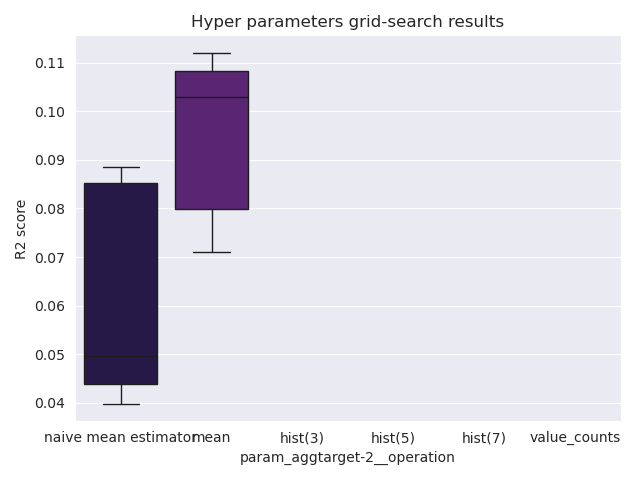 Hyper parameters grid-search results
0.11
0.10
0.09
0.08
0.07
0.06
0.05
0.04
R2 score
naive mean estimator mean hist(3) hist(5) hist(7) value_counts
param_aggtarget-2__operation